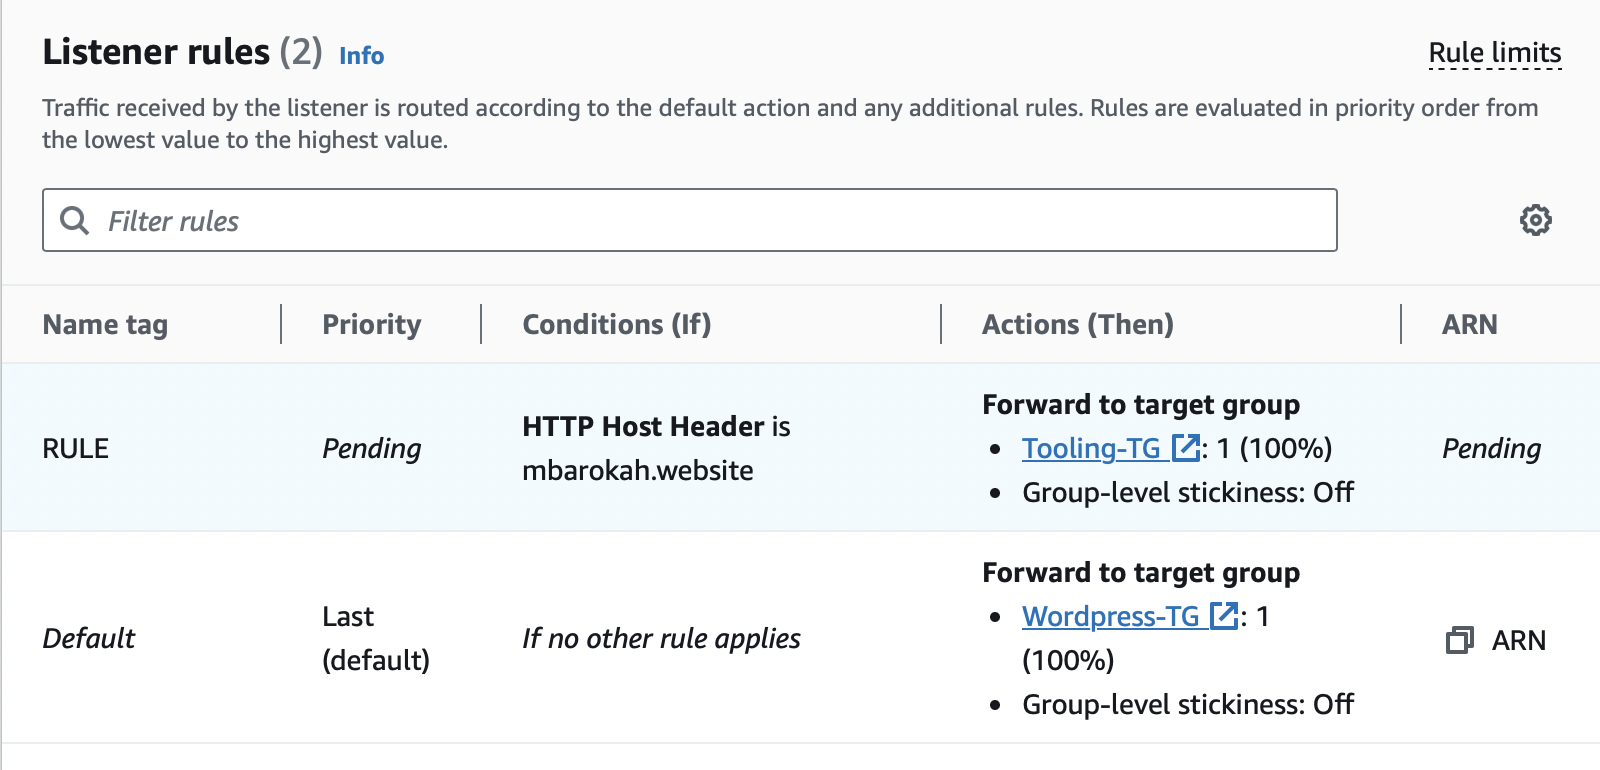 Listener rules (2) Info
Rule limits
Traffic received by the listener is routed according to the default action and any additional rules. Rules are evaluated in priority order from
the lowest value to the highest value.
Filter rules
Name tag Priority Conditions (If) Actions (Then) ARN
RULE
Pending
HTTP Host Header is
mbarokah.website
Forward to target group
• Tooling-TG : 1 (100%)
• Group-level stickiness: Off
Pending
Default
Last
(default)
If no other rule applies
Forward to target group
• Wordpress-TG : 1
(100%)
• Group-level stickiness: Off
ARN